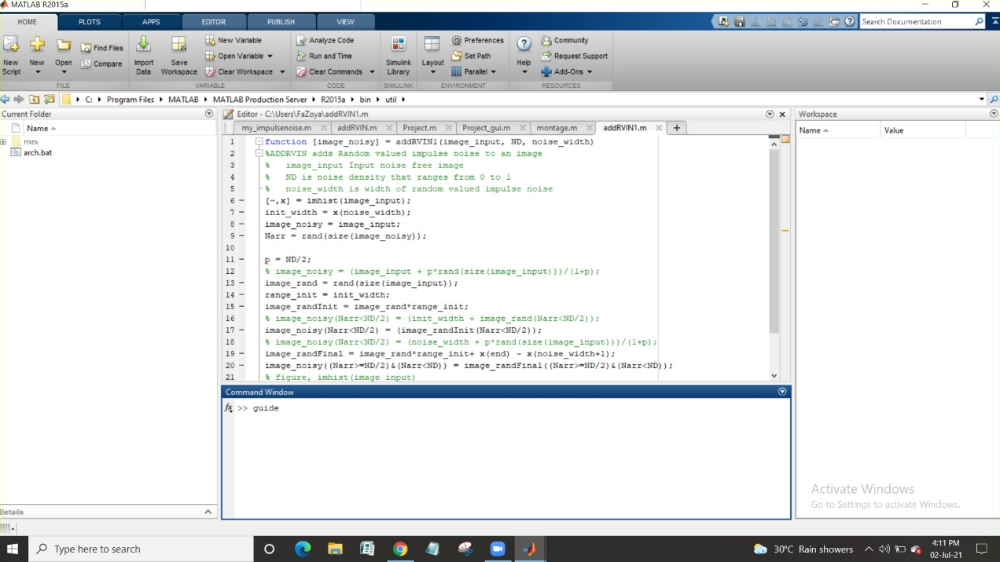 MATLAB R2015a
HOME PLOTS APPS EDITOR PUBLISH VIEW
Search Documentation
New Script
New
Open
Find Files
Compare
FILE
Import Data
Save Workspace
New Variable
Open Variable
Clear Workspace
VARIABLE
Analyze Code
Run and Time
Clear Commands
CODE
Simulink Library
SIMULINK
Layout
Preferences
Set Path
Parallel
ENVIRONMENT
Help
Community
Request Support
Add-Ons
RESOURCES
C: Program Files MATLAB MATLAB Production Server R2015a bin util
Current Folder
Name
mex
arch.bat
Details
Editor - C:\Users\FaZoya\addRVIN1.m
my_impulsenoise.m addRVIN.m Project.m Project_gui.m montage.m addRVIN1.m
1 function [image_noisy] = addRVIN1(image_input, ND, noise_width)
2 %ADDRVIN adds Random valued impulse noise to an image
3 % image_input Input noise free image
4 % ND is noise density that ranges from 0 to 1
5 % noise_width is width of random valued impulse noise
6 – [~,x] = imhist(image_input);
7 – init_width = x(noise_width);
8 – image_noisy = image_input;
9 – Narr = rand(size(image_noisy));
10
11 – p = ND/2;
12 % image_noisy = (image_input + p*rand(size(image_input)))/(1+p);
13 – image_rand = rand(size(image_input));
14 – range_init = init_width;
15 – image_randInit = image_rand*range_init;
16 % image_noisy(Narr<ND/2) = (init_width + image_rand(Narr<ND/2));
17 – image_noisy(Narr<ND/2) = (image_randInit(Narr<ND/2));
18 % image_noisy(Narr<ND/2) = (noise_width + p*rand(size(image_input)))/(1+p);
19 – image_randFinal = image_rand*range_init+ x(end) - x(noise_width+1);
20 – image_noisy((Narr>=ND/2)&(Narr<ND)) = image_randFinal((Narr>=ND/2)&(Narr<ND));
21 % figure, imhist(image_input)
Command Window
fx >> guide
Workspace
Name Value
Activate Windows
Go to Settings to activate Windows.
Type here to search
30°C Rain showers
4:11 PM
02-Jul-21